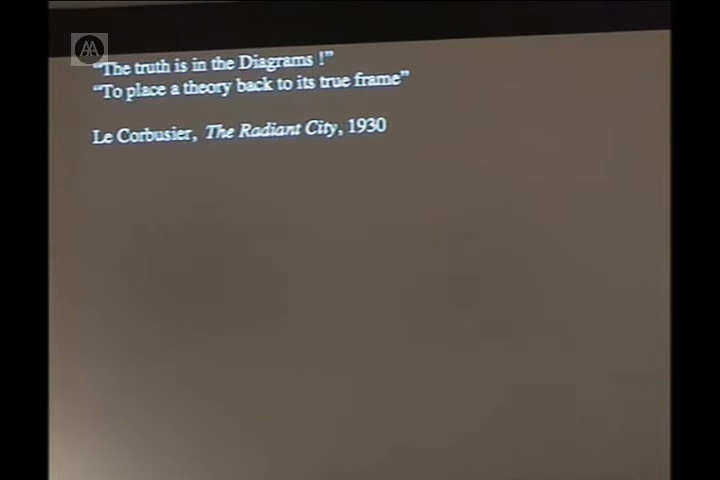 AA
“The truth is in the Diagrams !”
“To place a theory back to its true frame”
Le Corbusier, The Radiant City, 1930